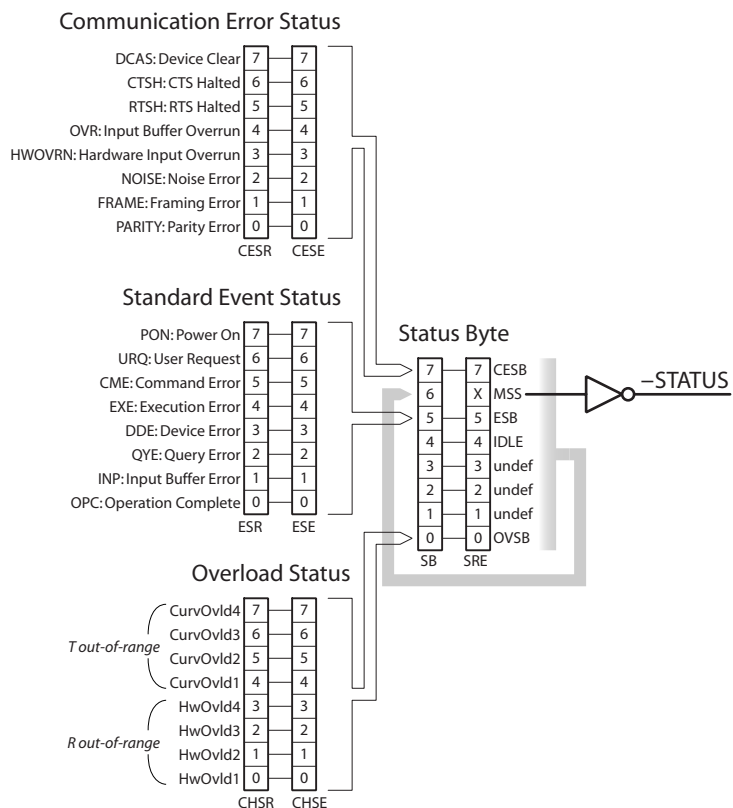 Communication Error Status
DCAS: Device Clear 7 7
CTSH: CTS Halted 6 6
RTSH: RTS Halted 5 5
OVR: Input Buffer Overrun 4 4
HWOVRN: Hardware Input Overrun 3 3
NOISE: Noise Error 2 2
FRAME: Framing Error 1 1
PARITY: Parity Error 0 0
CESR CESE
Standard Event Status
PON: Power On 7 7
URQ: User Request 6 6
CME: Command Error 5 5
EXE: Execution Error 4 4
DDE: Device Error 3 3
QYE: Query Error 2 2
INP: Input Buffer Error 1 1
OPC: Operation Complete 0 0
ESR ESE
Status Byte
7 7 CESB
6 X MSS
5 5 ESB
4 4 IDLE
3 3 undef
2 2 undef
1 1 undef
0 0 OVSB
SB SRE
–STATUS
Overload Status
T out-of-range
CurvOvld4 7 7
CurvOvld3 6 6
CurvOvld2 5 5
CurvOvld1 4 4
R out-of-range
HwOvld4 3 3
HwOvld3 2 2
HwOvld2 1 1
HwOvld1 0 0
CHSR CHSE